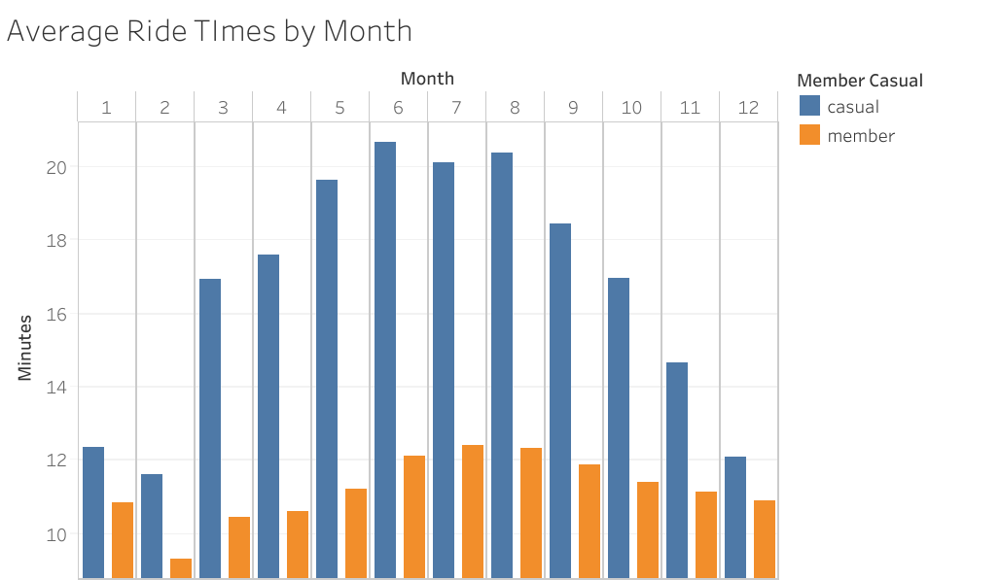 Average Ride TImes by Month
Month
Member Casual
1 2 3 4 5 6 7 8 9 10 11 12
casual
member
20
18
16
14
12
10
Minutes